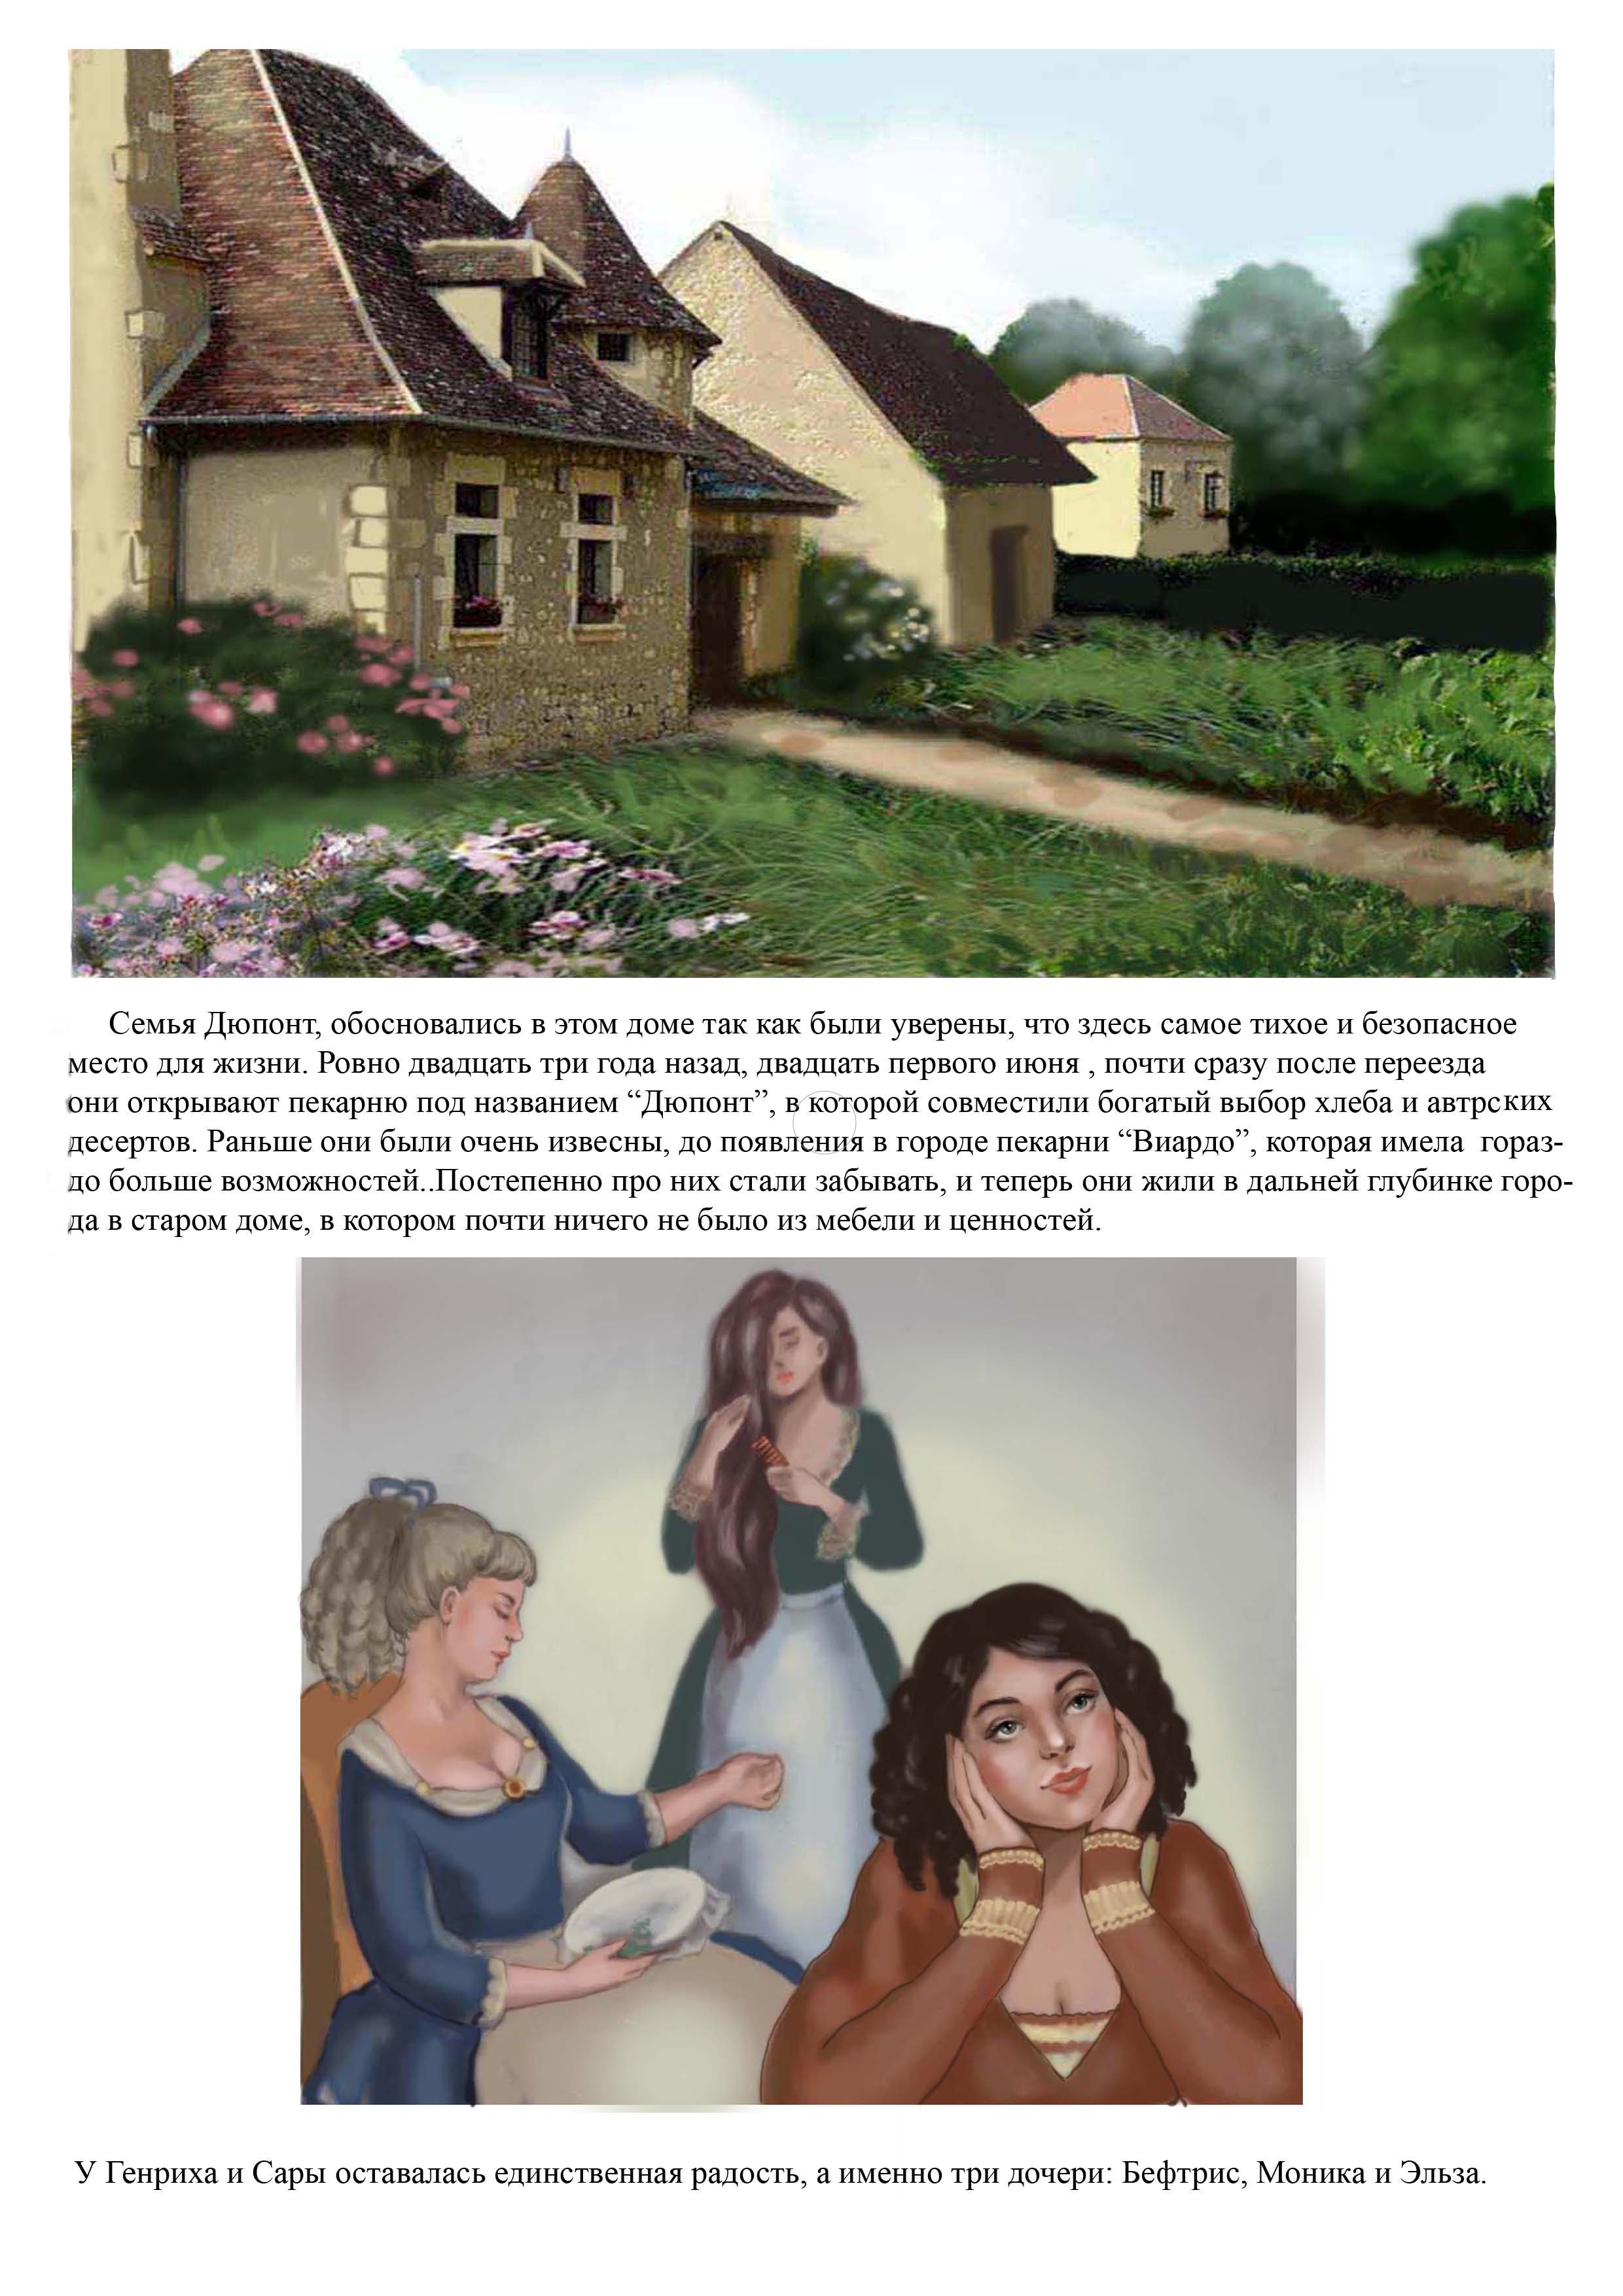 Семья Дюпонт, обосновались в этом доме так как были уверены, что здесь самое тихое и безопасное
место для жизни. Ровно двадцать три года назад, двадцать первого июня , почти сразу после переезда
они открывают пекарню под названием “Дюпонт”, в которой совместили богатый выбор хлеба и автрских
десертов. Раньше они были очень извесны, до появления в городе пекарни “Виардо”, которая имела  гораз-
до больше возможностей..Постепенно про них стали забывать, и теперь они жили в дальней глубинке горо-
да в старом доме, в котором почти ничего не было из мебели и ценностей.
У Генриха и Сары оставалась единственная радость, а именно три дочери: Бефтрис, Моника и Эльза.